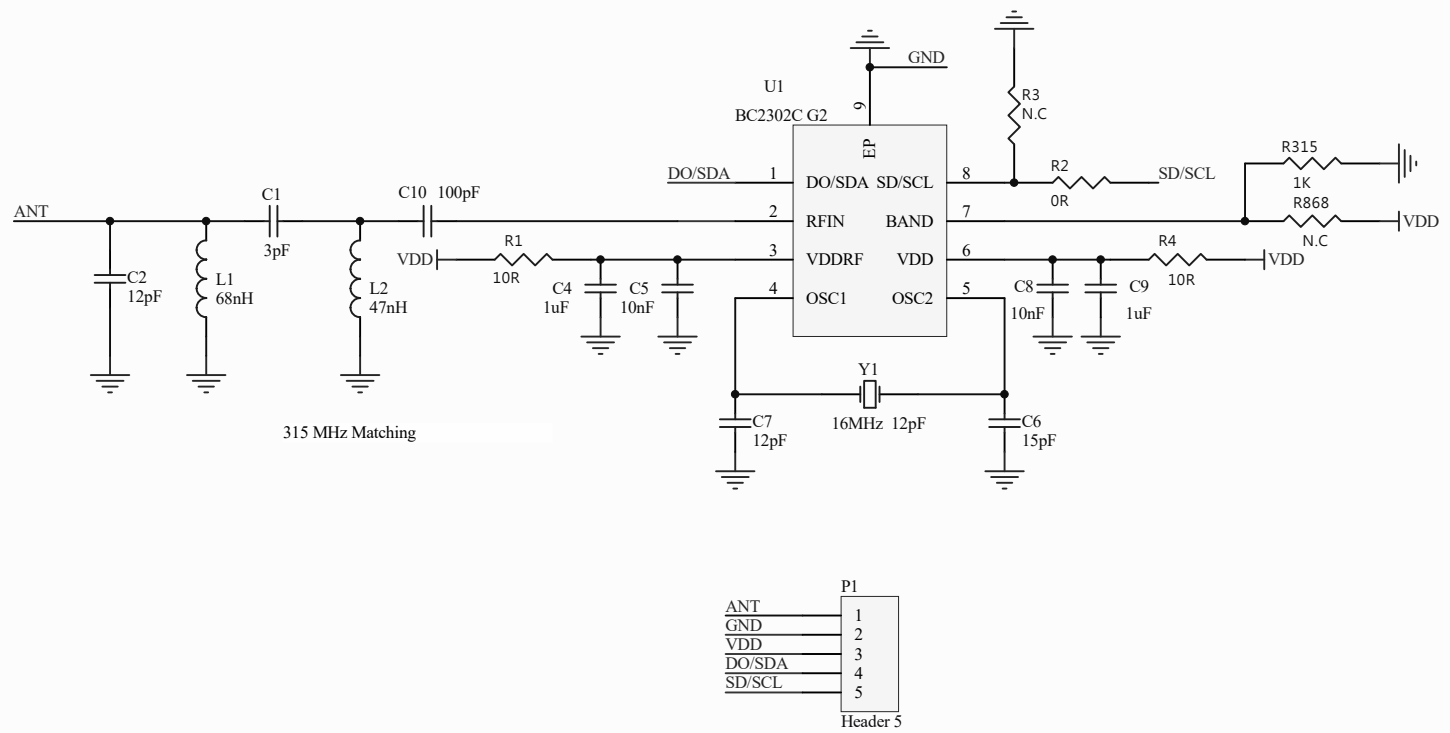 GND
U1
BC2302C G2
9
EP
R3
N.C
R315
1K
DO/SDA
1
DO/SDA
SD/SCL
8
R2
0R
SD/SCL
ANT
C1
3pF
C10 100pF
2
RFIN
BAND
7
R868
N.C
VDD
C2
12pF
L1
68nH
L2
47nH
VDD
R1
10R
3
VDDRF
VDD
6
R4
10R
VDD
C4
1uF
C5
10nF
4
OSC1
OSC2
5
C8
10nF
C9
1uF
Y1
16MHz 12pF
C7
12pF
C6
15pF
315 MHz Matching
P1
ANT 1
GND 2
VDD 3
DO/SDA 4
SD/SCL 5
Header 5